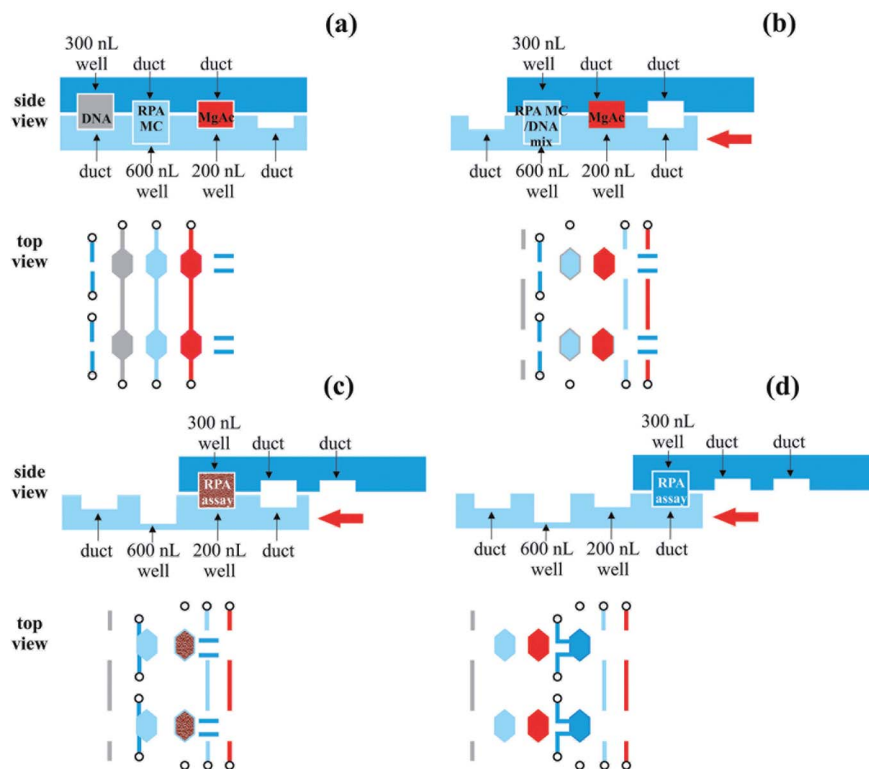 (a)
300 nL
well
duct
duct
side
view
DNA
RPA
MC
MgAc
duct
600 nL
well
200 nL
well
duct
top
view
(b)
300 nL
well
duct
duct
RPA MC
/DNA
mix
MgAc
duct
600 nL
well
200 nL
well
duct
(c)
300 nL
well
duct
duct
side
view
RPA
assay
duct
600 nL
well
200 nL
well
duct
top
view
(d)
300 nL
well
duct
duct
RPA
assay
duct
600 nL
well
200 nL
well
duct